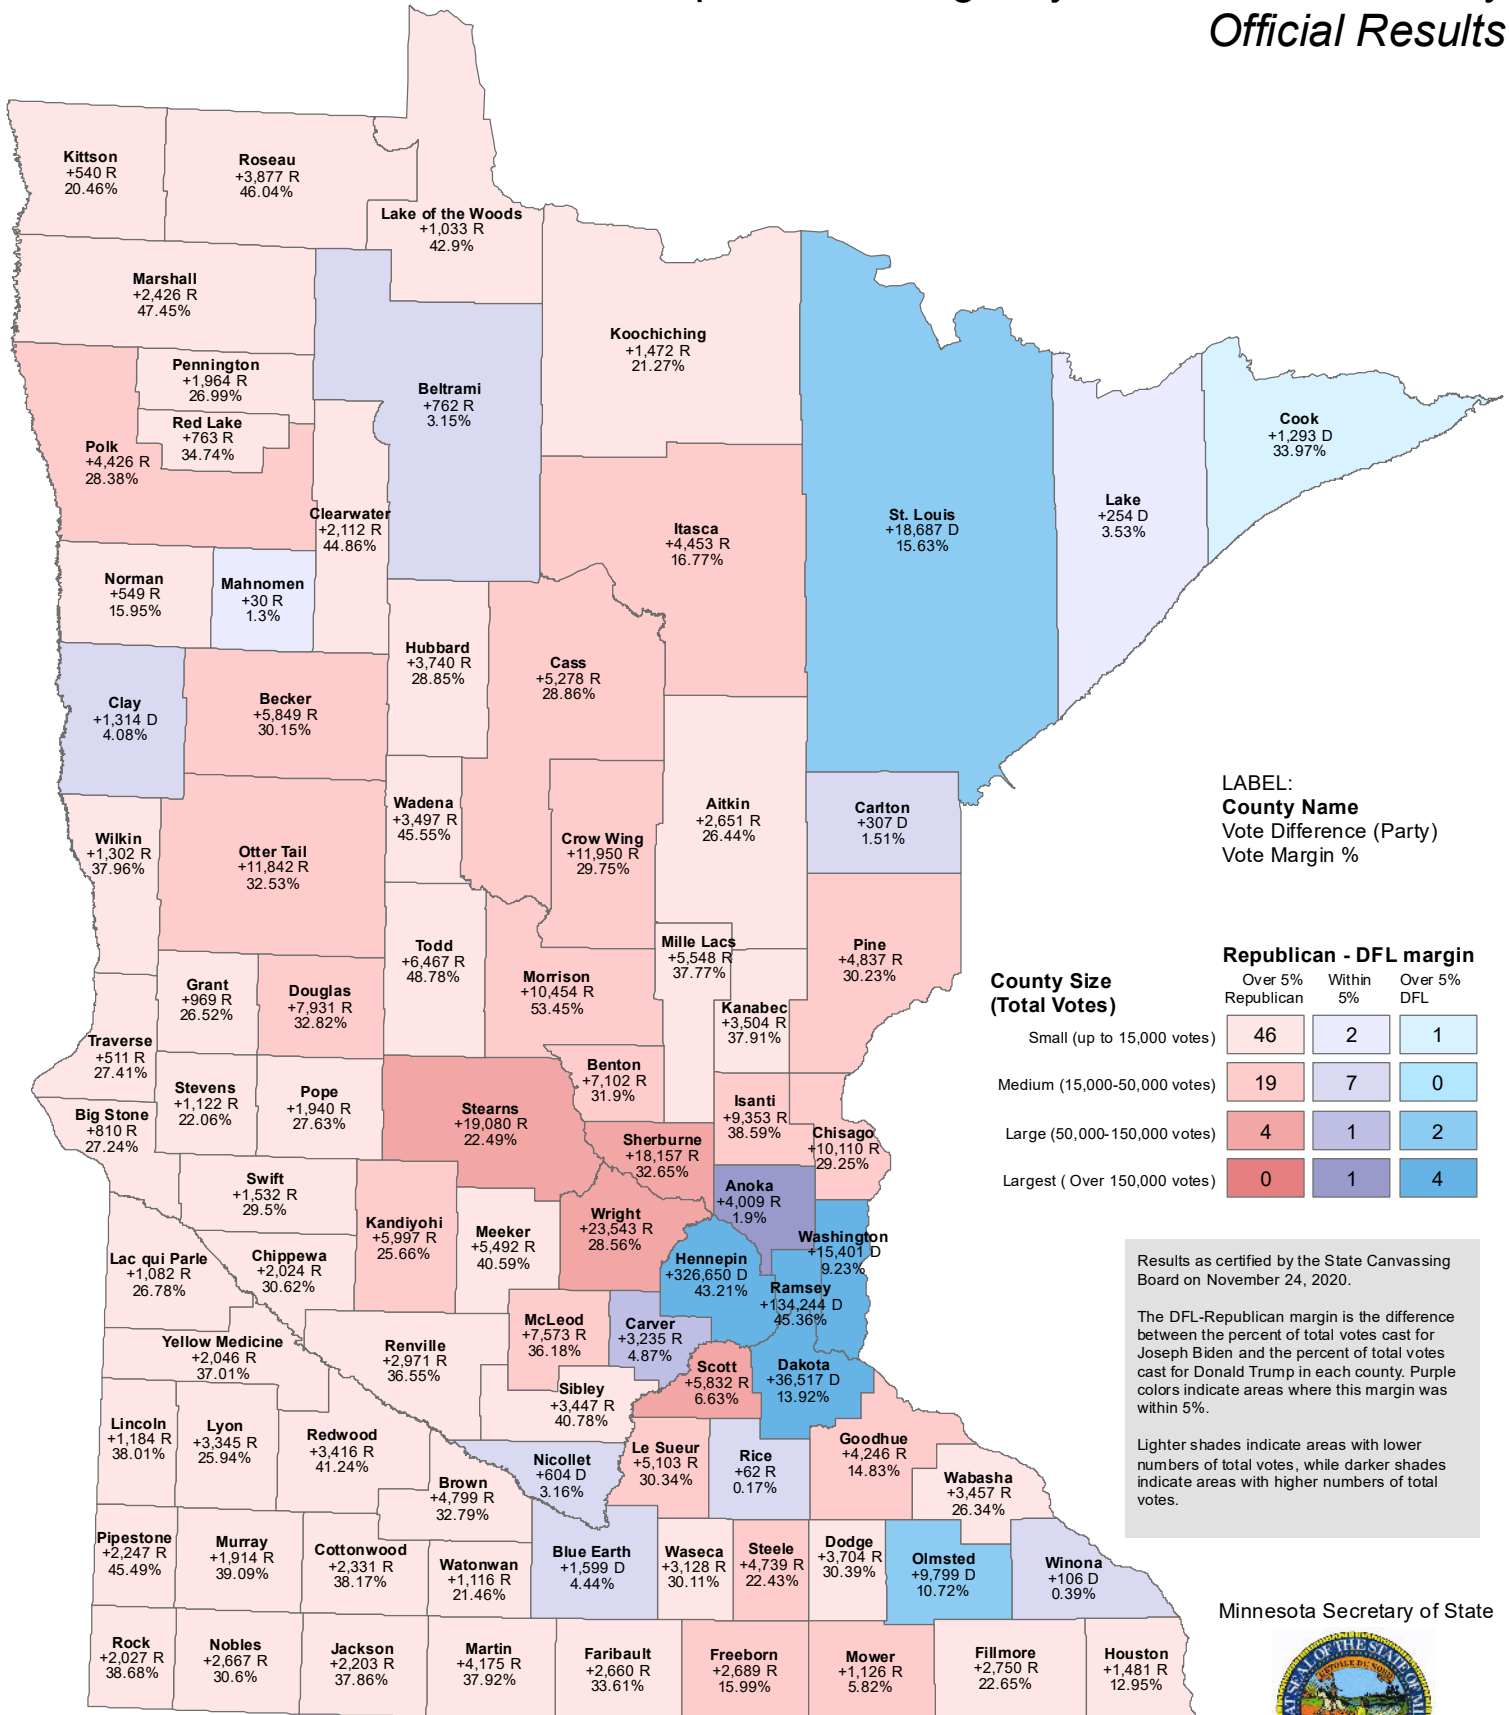 Official Results
Kittson
+540 R
20.46%
Roseau
+3,877 R
46.04%
Lake of the Woods
+1,033 R
42.9%
Marshall
+2,426 R
47.45%
Koochiching
+1,472 R
21.27%
Pennington
+1,964 R
26.99%
Beltrami
+762 R
3.15%
Red Lake
+763 R
34.74%
Polk
+4,426 R
28.38%
Cook
+1,293 D
33.97%
Clearwater
+2,112 R
44.86%
Itasca
+4,453 R
16.77%
St. Louis
+18,687 D
15.63%
Lake
+254 D
3.53%
Norman
+549 R
15.95%
Mahnomen
+30 R
1.3%
Hubbard
+3,740 R
28.85%
Cass
+5,278 R
28.86%
Clay
+1,314 D
4.08%
Becker
+5,849 R
30.15%
Wadena
+3,497 R
45.55%
Aitkin
+2,651 R
26.44%
Carlton
+307 D
1.51%
Wilkin
+1,302 R
37.96%
Otter Tail
+11,842 R
32.53%
Crow Wing
+11,950 R
29.75%
LABEL:
County Name
Vote Difference (Party)
Vote Margin %
Todd
+6,467 R
48.78%
Mille Lacs
+5,548 R
37.77%
Pine
+4,837 R
30.23%
Grant
+969 R
26.52%
Douglas
+7,931 R
32.82%
Morrison
+10,454 R
53.45%
Kanabec
+3,504 R
37.91%
Traverse
+511 R
27.41%
Stevens
+1,122 R
22.06%
Pope
+1,940 R
27.63%
Benton
+7,102 R
31.9%
Big Stone
+810 R
27.24%
Stearns
+19,080 R
22.49%
Isanti
+9,353 R
38.59%
Sherburne
+18,157 R
32.65%
Chisago
+10,110 R
29.25%
Republican - DFL margin
County Size
(Total Votes)
Over 5%
Republican
Within
5%
Over 5%
DFL
Small (up to 15,000 votes) 46 2 1
Medium (15,000-50,000 votes) 19 7 0
Large (50,000-150,000 votes) 4 1 2
Largest ( Over 150,000 votes) 0 1 4
Swift
+1,532 R
29.5%
Anoka
+4,009 R
1.9%
Kandiyohi
+5,997 R
25.66%
Meeker
+5,492 R
40.59%
Wright
+23,543 R
28.56%
Washington
+15,401 D
9.23%
Lac qui Parle
+1,082 R
26.78%
Chippewa
+2,024 R
30.62%
Hennepin
+326,650 D
43.21%
Ramsey
+134,244 D
45.36%
Yellow Medicine
+2,046 R
37.01%
Renville
+2,971 R
36.55%
McLeod
+7,573 R
36.18%
Carver
+3,235 R
4.87%
Scott
+5,832 R
6.63%
Dakota
+36,517 D
13.92%
Sibley
+3,447 R
40.78%
Results as certified by the State Canvassing
Board on November 24, 2020.
The DFL-Republican margin is the difference
between the percent of total votes cast for
Joseph Biden and the percent of total votes
cast for Donald Trump in each county. Purple
colors indicate areas where this margin was
within 5%.
Lighter shades indicate areas with lower
numbers of total votes, while darker shades
indicate areas with higher numbers of total
votes.
Lincoln
+1,184 R
38.01%
Lyon
+3,345 R
25.94%
Redwood
+3,416 R
41.24%
Brown
+4,799 R
32.79%
Nicollet
+604 D
3.16%
Le Sueur
+5,103 R
30.34%
Rice
+62 R
0.17%
Goodhue
+4,246 R
14.83%
Wabasha
+3,457 R
26.34%
Pipestone
+2,247 R
45.49%
Murray
+1,914 R
39.09%
Cottonwood
+2,331 R
38.17%
Watonwan
+1,116 R
21.46%
Blue Earth
+1,599 D
4.44%
Waseca
+3,128 R
30.11%
Steele
+4,739 R
22.43%
Dodge
+3,704 R
30.39%
Olmsted
+9,799 D
10.72%
Winona
+106 D
0.39%
Rock
+2,027 R
38.68%
Nobles
+2,667 R
30.6%
Jackson
+2,203 R
37.86%
Martin
+4,175 R
37.92%
Faribault
+2,660 R
33.61%
Freeborn
+2,689 R
15.99%
Mower
+1,126 R
5.82%
Fillmore
+2,750 R
22.65%
Houston
+1,481 R
12.95%
Minnesota Secretary of State
SEAL OF THE STATE OF
L'ETOILE DU NORD